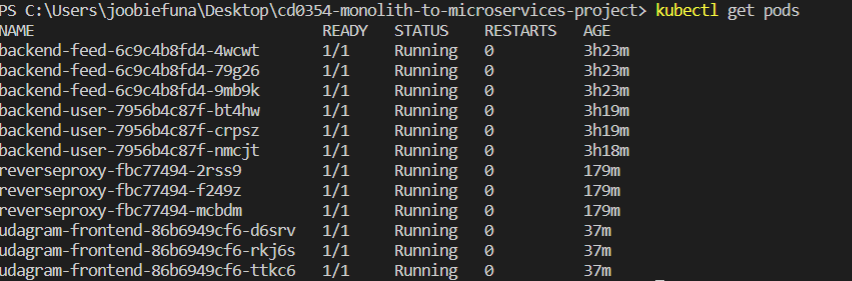 PS C:\Users\joobiefuna\Desktop\cd0354-monolith-to-microservices-project> kubectl get pods
NAME READY STATUS RESTARTS AGE
backend-feed-6c9c4b8fd4-4wcwt 1/1 Running 0 3h23m
backend-feed-6c9c4b8fd4-79g26 1/1 Running 0 3h23m
backend-feed-6c9c4b8fd4-9mb9k 1/1 Running 0 3h23m
backend-user-7956b4c87f-bt4hw 1/1 Running 0 3h19m
backend-user-7956b4c87f-crpsz 1/1 Running 0 3h19m
backend-user-7956b4c87f-nmcjt 1/1 Running 0 3h18m
reverseproxy-fbc77494-2rss9 1/1 Running 0 179m
reverseproxy-fbc77494-f249z 1/1 Running 0 179m
reverseproxy-fbc77494-mcbdm 1/1 Running 0 179m
udagram-frontend-86b6949cf6-d6srv 1/1 Running 0 37m
udagram-frontend-86b6949cf6-rkj6s 1/1 Running 0 37m
udagram-frontend-86b6949cf6-ttkc6 1/1 Running 0 37m